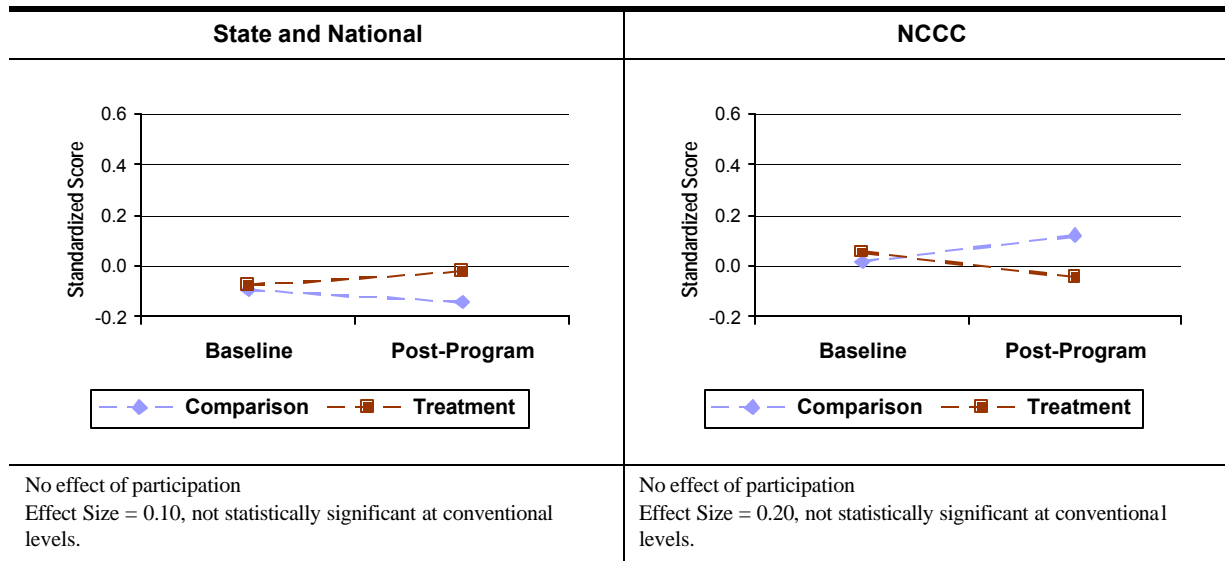 State and National
NCCC
Standardized Score
0.6
0.4
0.2
0.0
-0.2
Baseline
Post-Program
Comparison
Treatment
Standardized Score
0.6
0.4
0.2
0.0
-0.2
Baseline
Post-Program
Comparison
Treatment
No effect of participation
Effect Size = 0.10, not statistically significant at conventional
levels.
No effect of participation
Effect Size = 0.20, not statistically significant at conventional
levels.